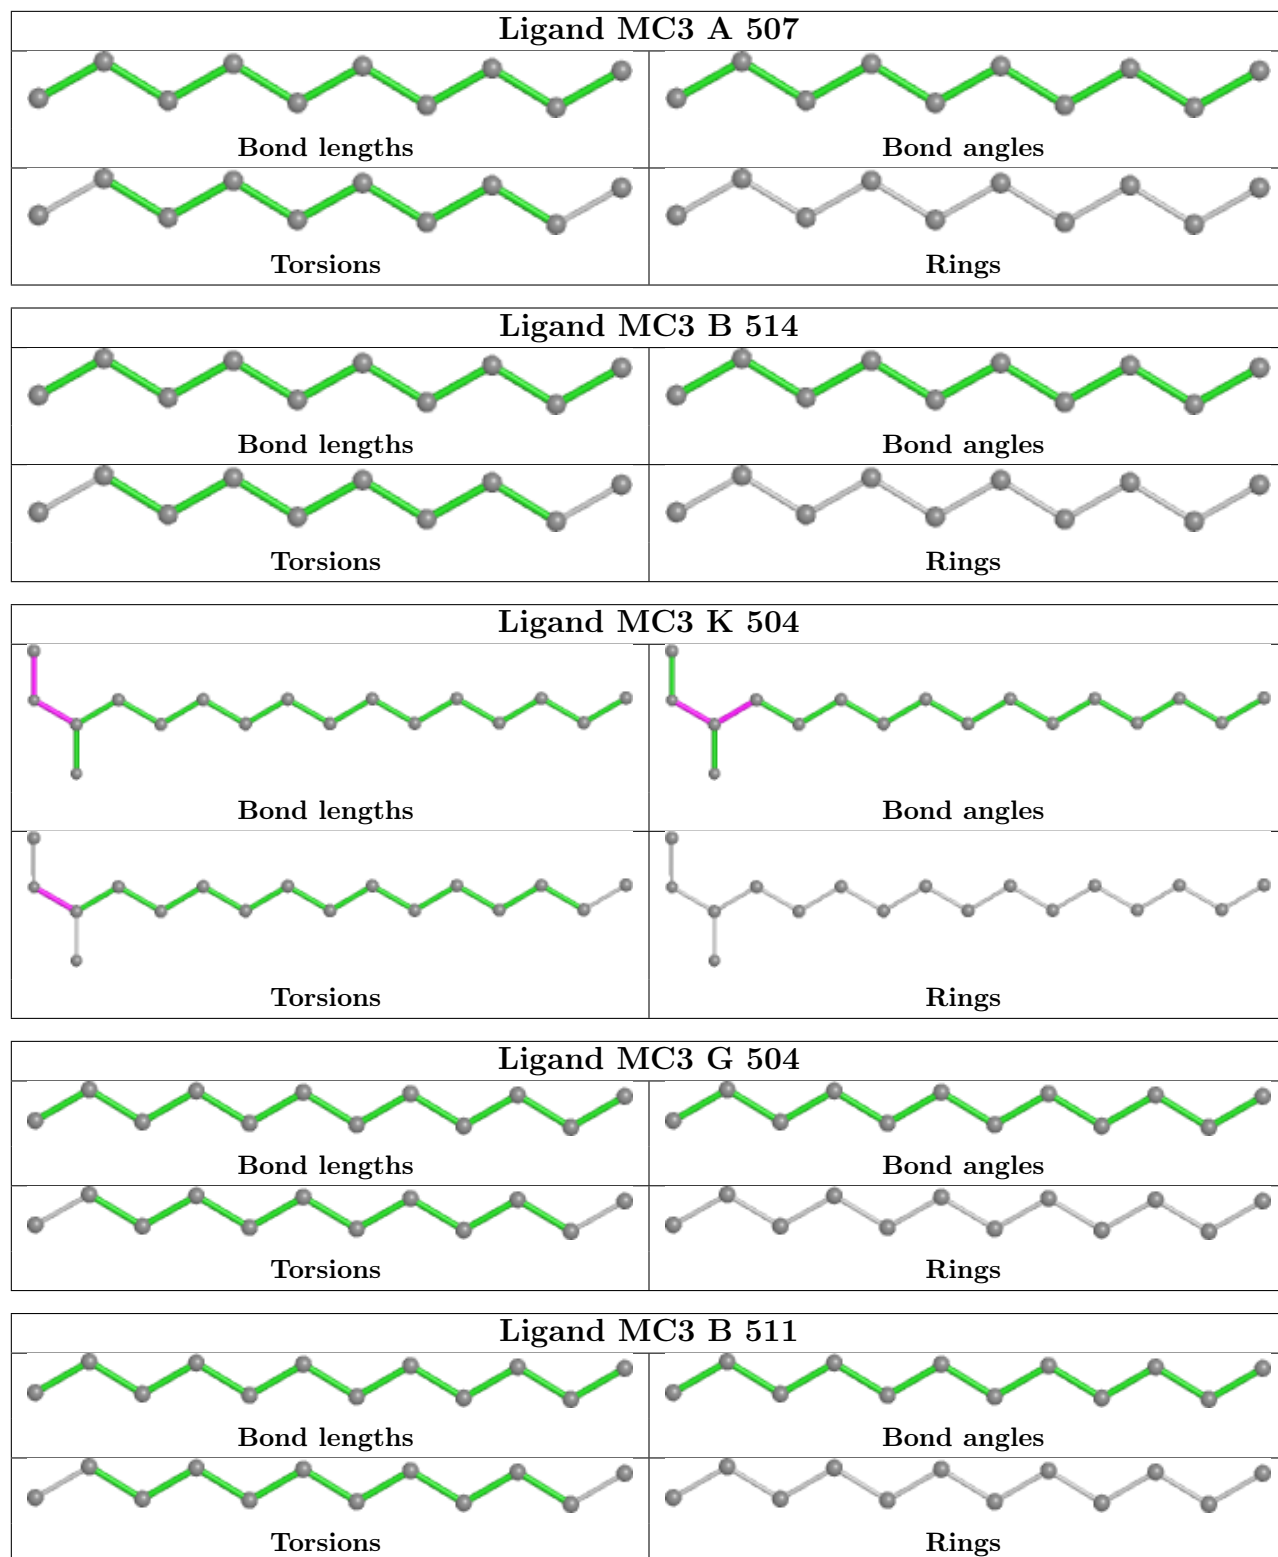 Ligand MC3 A 507
Bond lengths Bond angles
Torsions Rings
Ligand MC3 B 514
Bond lengths Bond angles
Torsions Rings
Ligand MC3 K 504
Bond lengths Bond angles
Torsions Rings
Ligand MC3 G 504
Bond lengths Bond angles
Torsions Rings
Ligand MC3 B 511
Bond lengths Bond angles
Torsions Rings